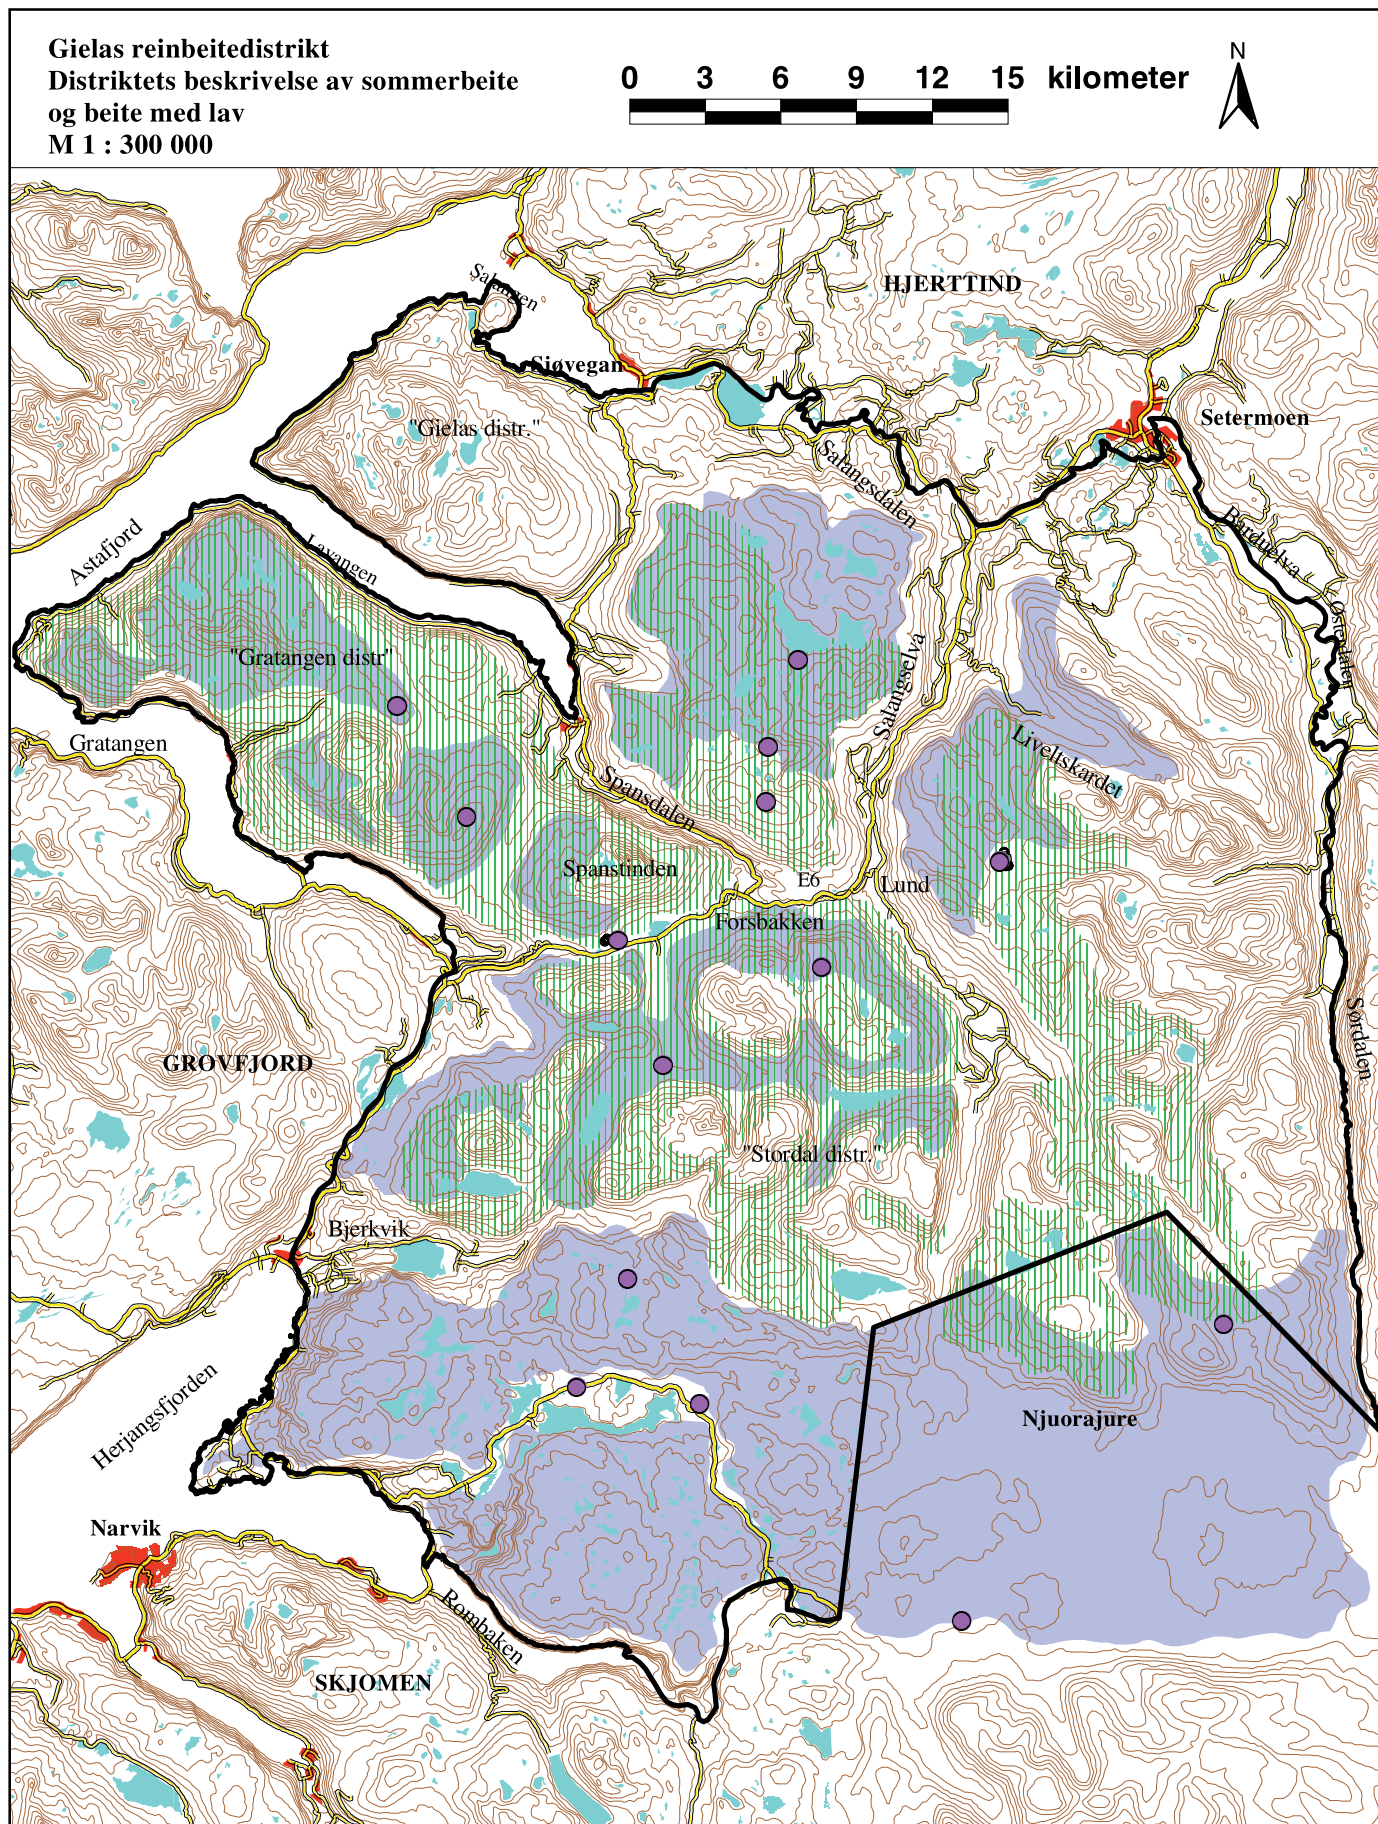 Gielas reinbeitedistrikt
Distriktets beskrivelse av sommerbeite
og beite med lav
M 1 : 300 000
0 3 6 9 12 15 kilometer
N
Salangen
HJERTTIND
Sjøvegan
Setermoen
"Gielas distr."
Salangsdalen
Astafjord
Lavangen
Barduelva
Østerdalen
"Gratangen distr"
Salangselva
Gratangen
Liveltskardet
Spansdalen
Spanstinden
E6
Lund
Forsbakken
Sørdalen
GROVFJORD
"Stordal distr."
Bjerkvik
Herjangsfjorden
Njuorajure
Narvik
Rombaken
SKJOMEN